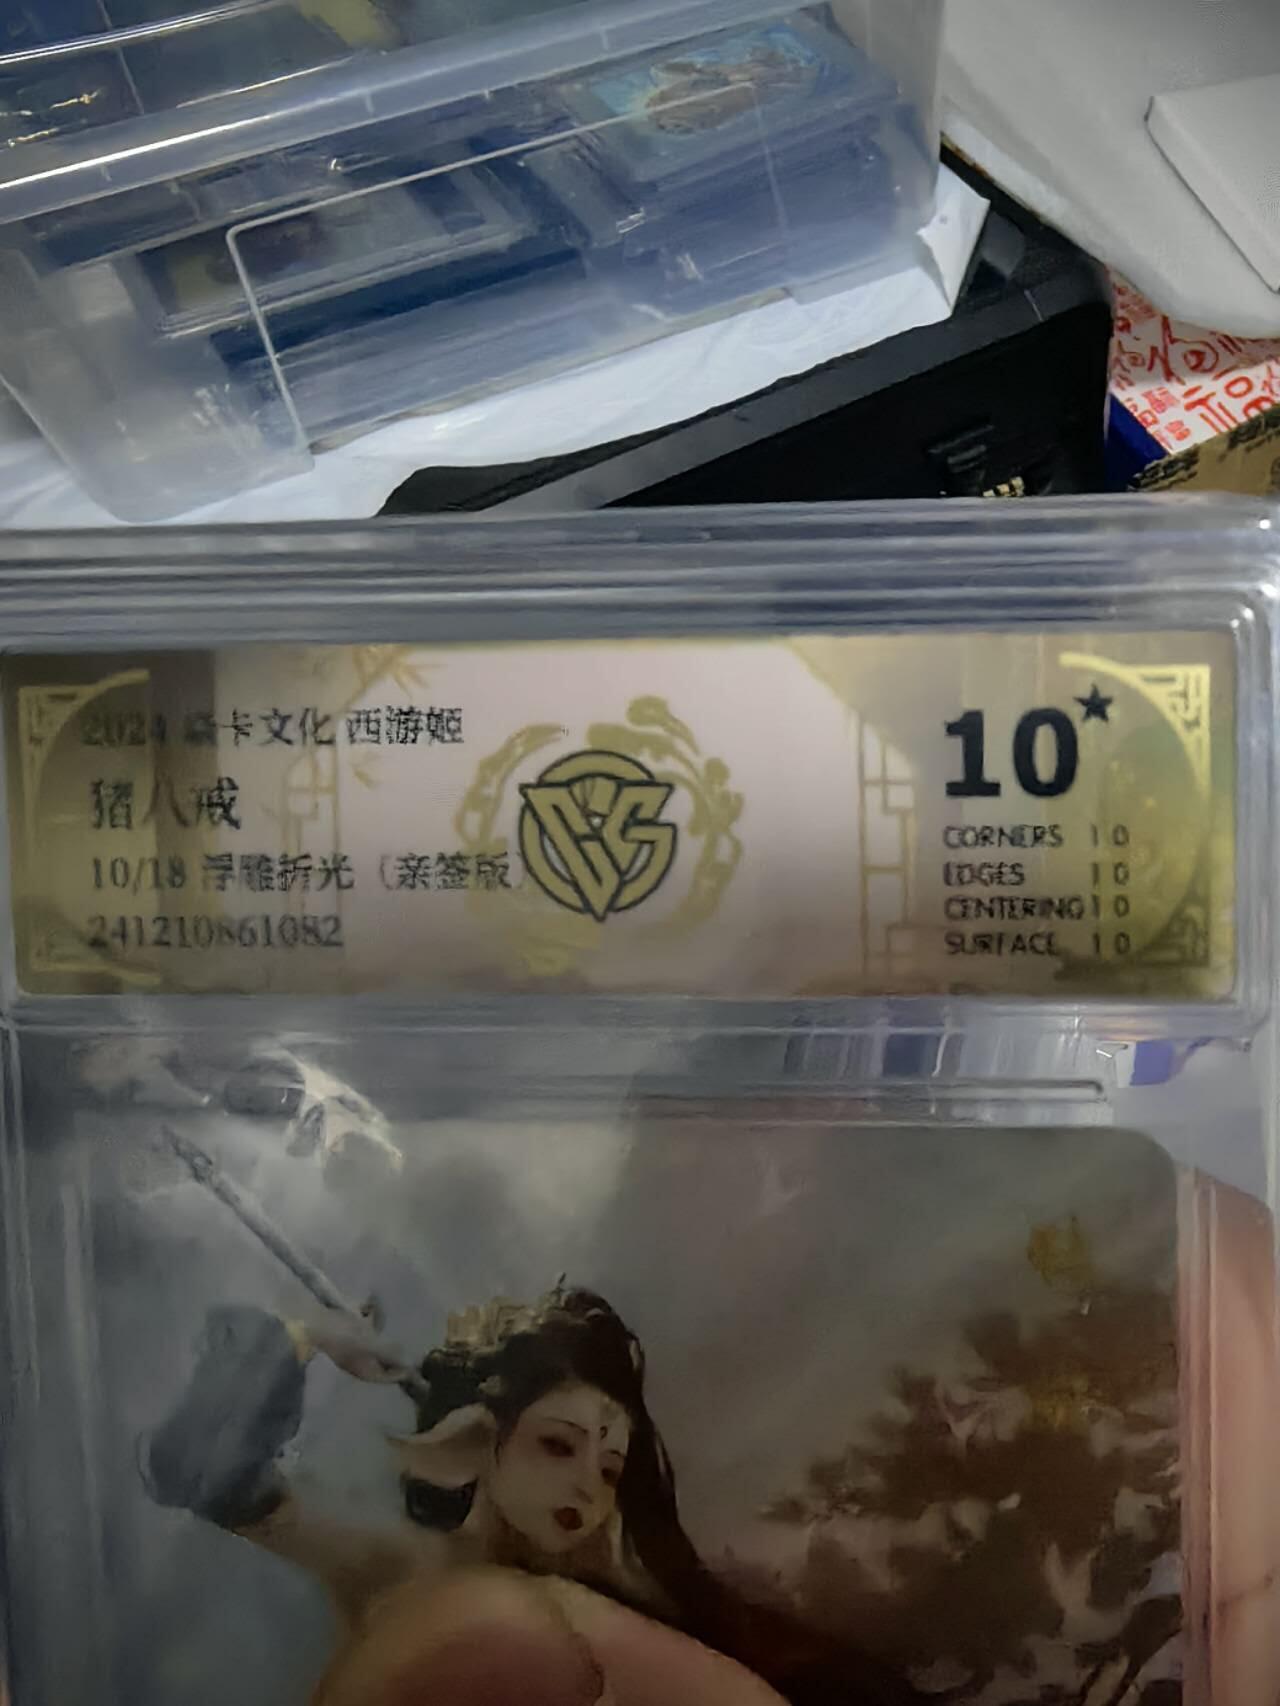 2024 卡文化 西游姬
猪八戒
10/18 浮雕折光（亲签版）
241210861082
CCG
10★
CORNERS 10
EDGES 10
CENTERING 10
SURFACE 10